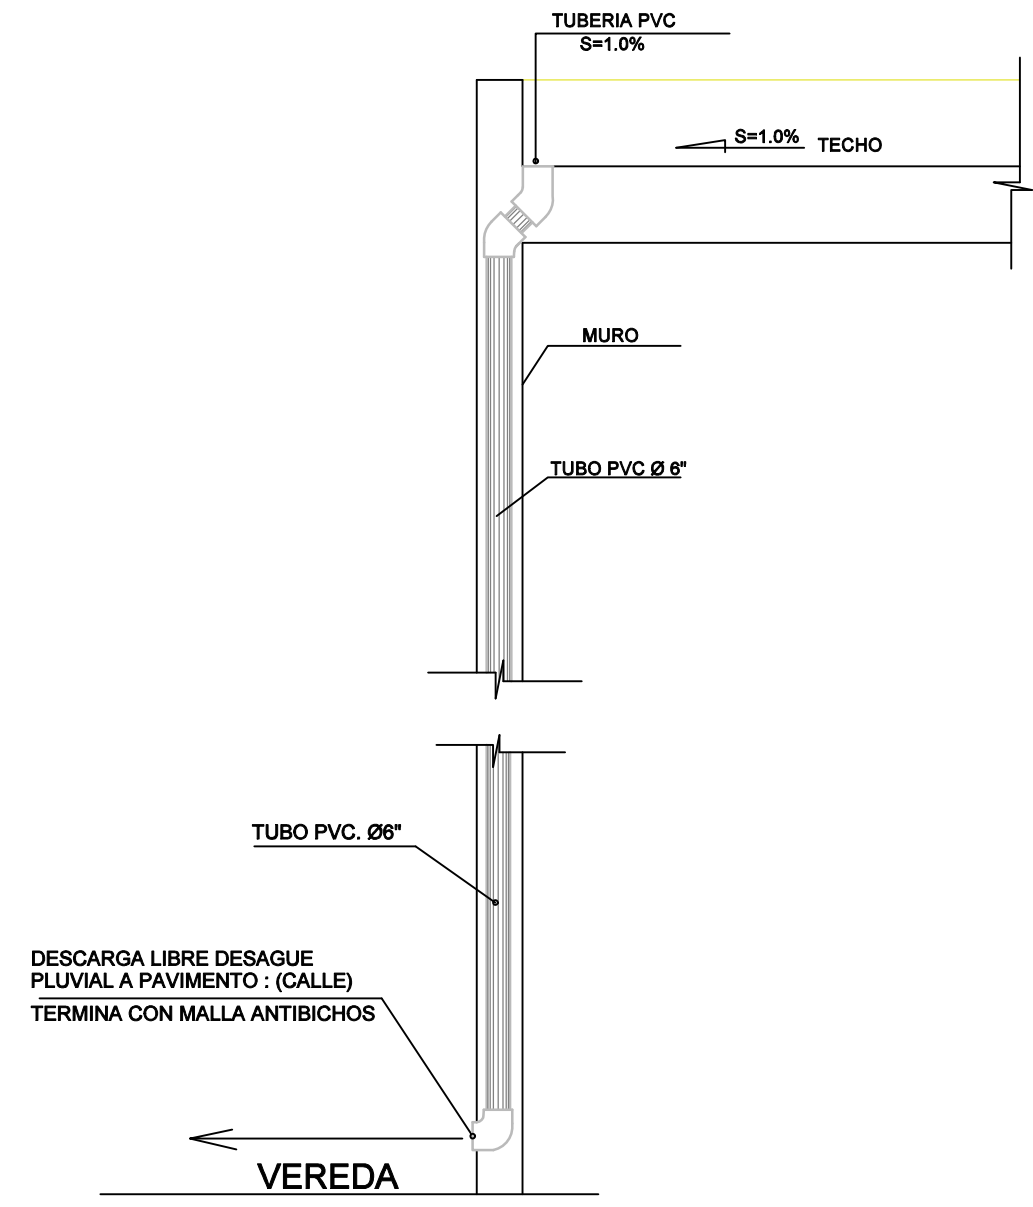 TUBERIA PVC
S=1.0%
S=1.0%
TECHO
MURO
TUBO PVC Ø 6"
TUBO PVC. Ø6"
DESCARGA LIBRE DESAGUE
PLUVIAL A PAVIMENTO : (CALLE)
TERMINA CON MALLA ANTIBICHOS
VEREDA